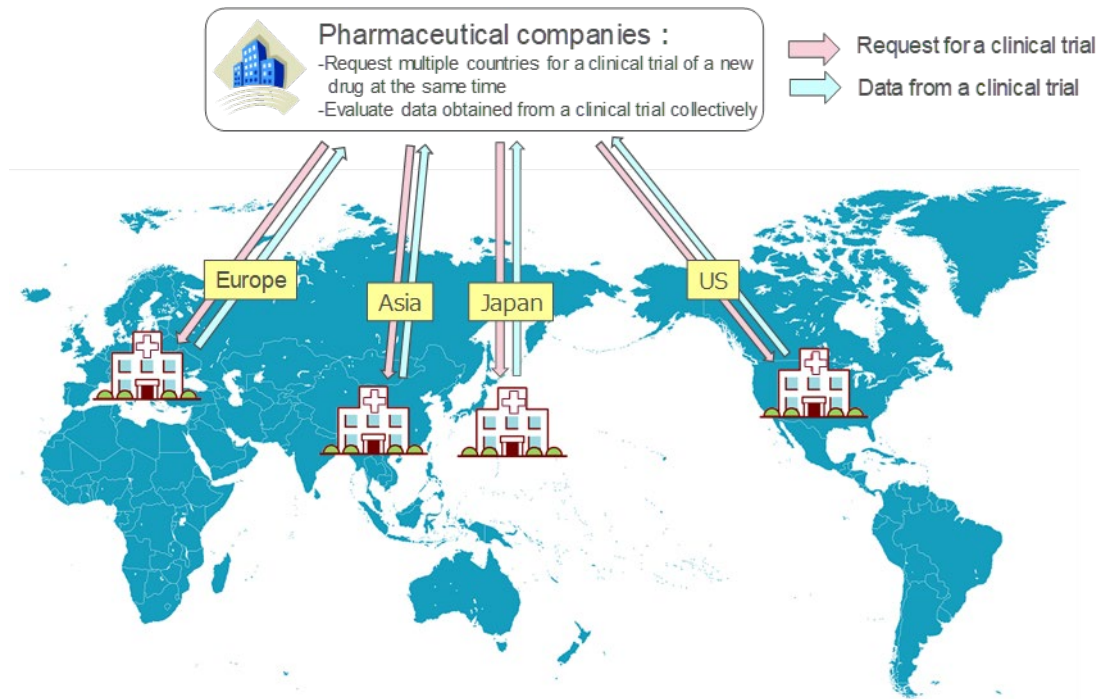 Pharmaceutical companies :
-Request multiple countries for a clinical trial of a new
drug at the same time
-Evaluate data obtained from a clinical trial collectively
Request for a clinical trial
Data from a clinical trial
Europe
Asia
Japan
US